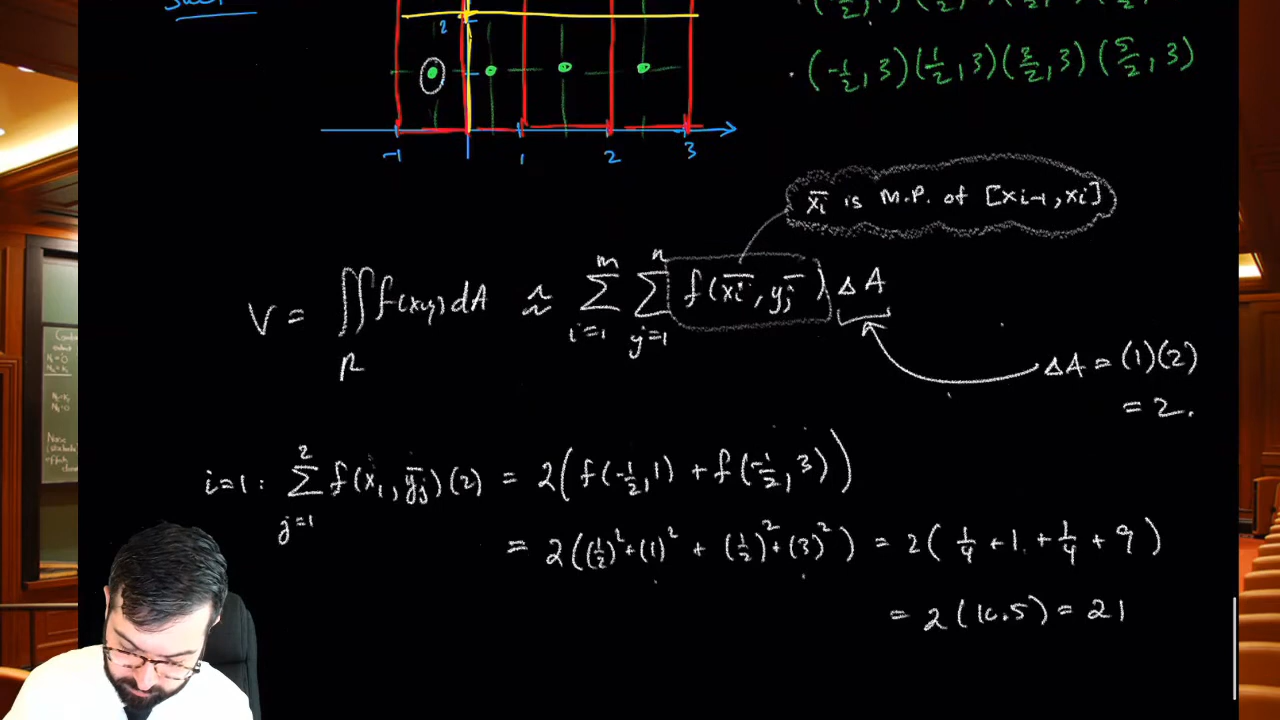 2
(-1/2, 3) (1/2, 3) (3/2, 3) (5/2, 3)
-1 1 2 3
x̄i is M.P. of [xi-1, xi]
V = ∬R f(x,y) dA ≈ Σ_{i=1}^{m} Σ_{y=1}^{n} f(x̄i, ȳj) ΔA
ΔA = (1)(2)
= 2.
i=1: Σ_{j=1}^{2} f(x̄1, ȳj)(2) = 2(f(-1/2, 1) + f(-1/2, 3))
= 2((1/2)² + (1)² + (1/2)² + (3)²) = 2(1/4 + 1 + 1/4 + 9)
= 2(10.5) = 21